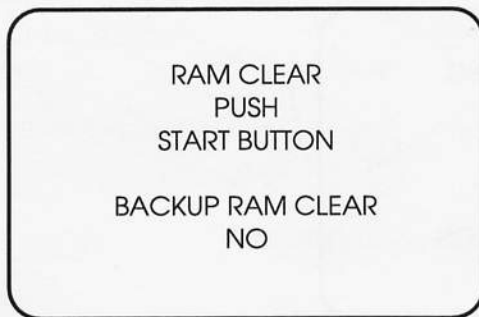 RAM CLEAR
PUSH
START BUTTON
BACKUP RAM CLEAR
NO